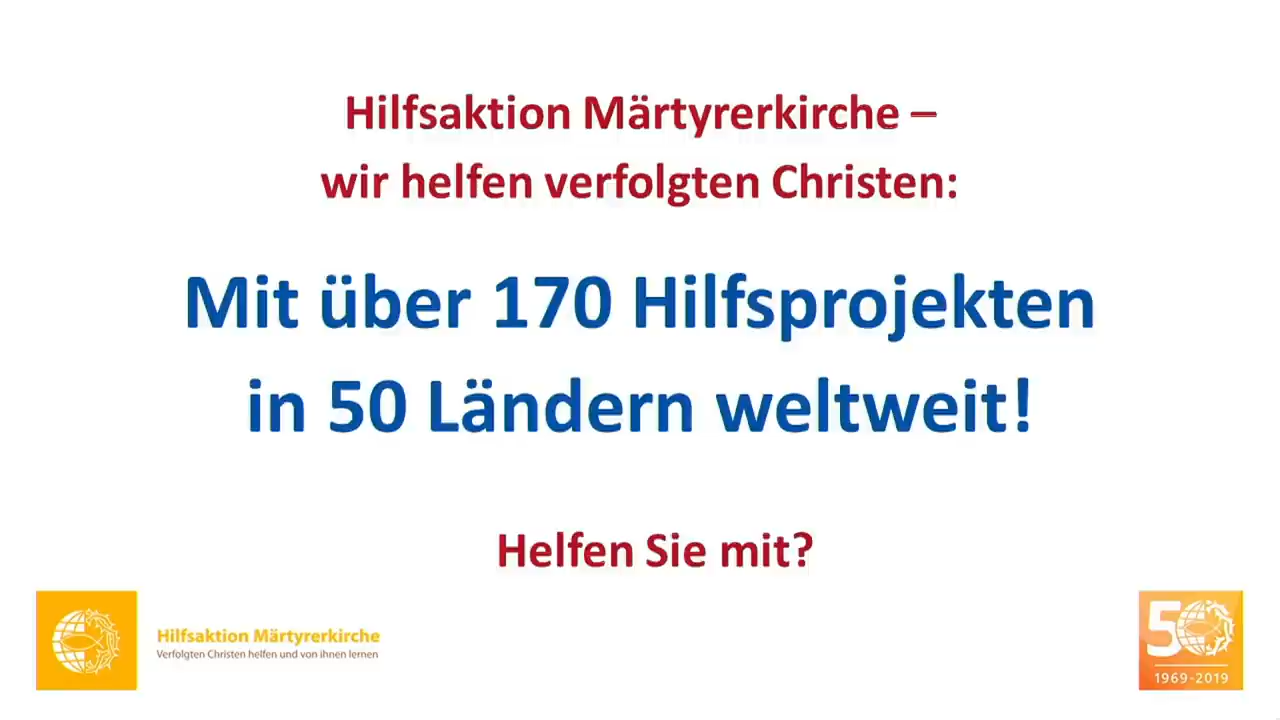 Hilfsaktion Märtyrerkirche –
wir helfen verfolgten Christen:
Mit über 170 Hilfsprojekten
in 50 Ländern weltweit!
Helfen Sie mit?
Hilfsaktion Märtyrerkirche
Verfolgten Christen helfen und von ihnen lernen
50
1969-2019